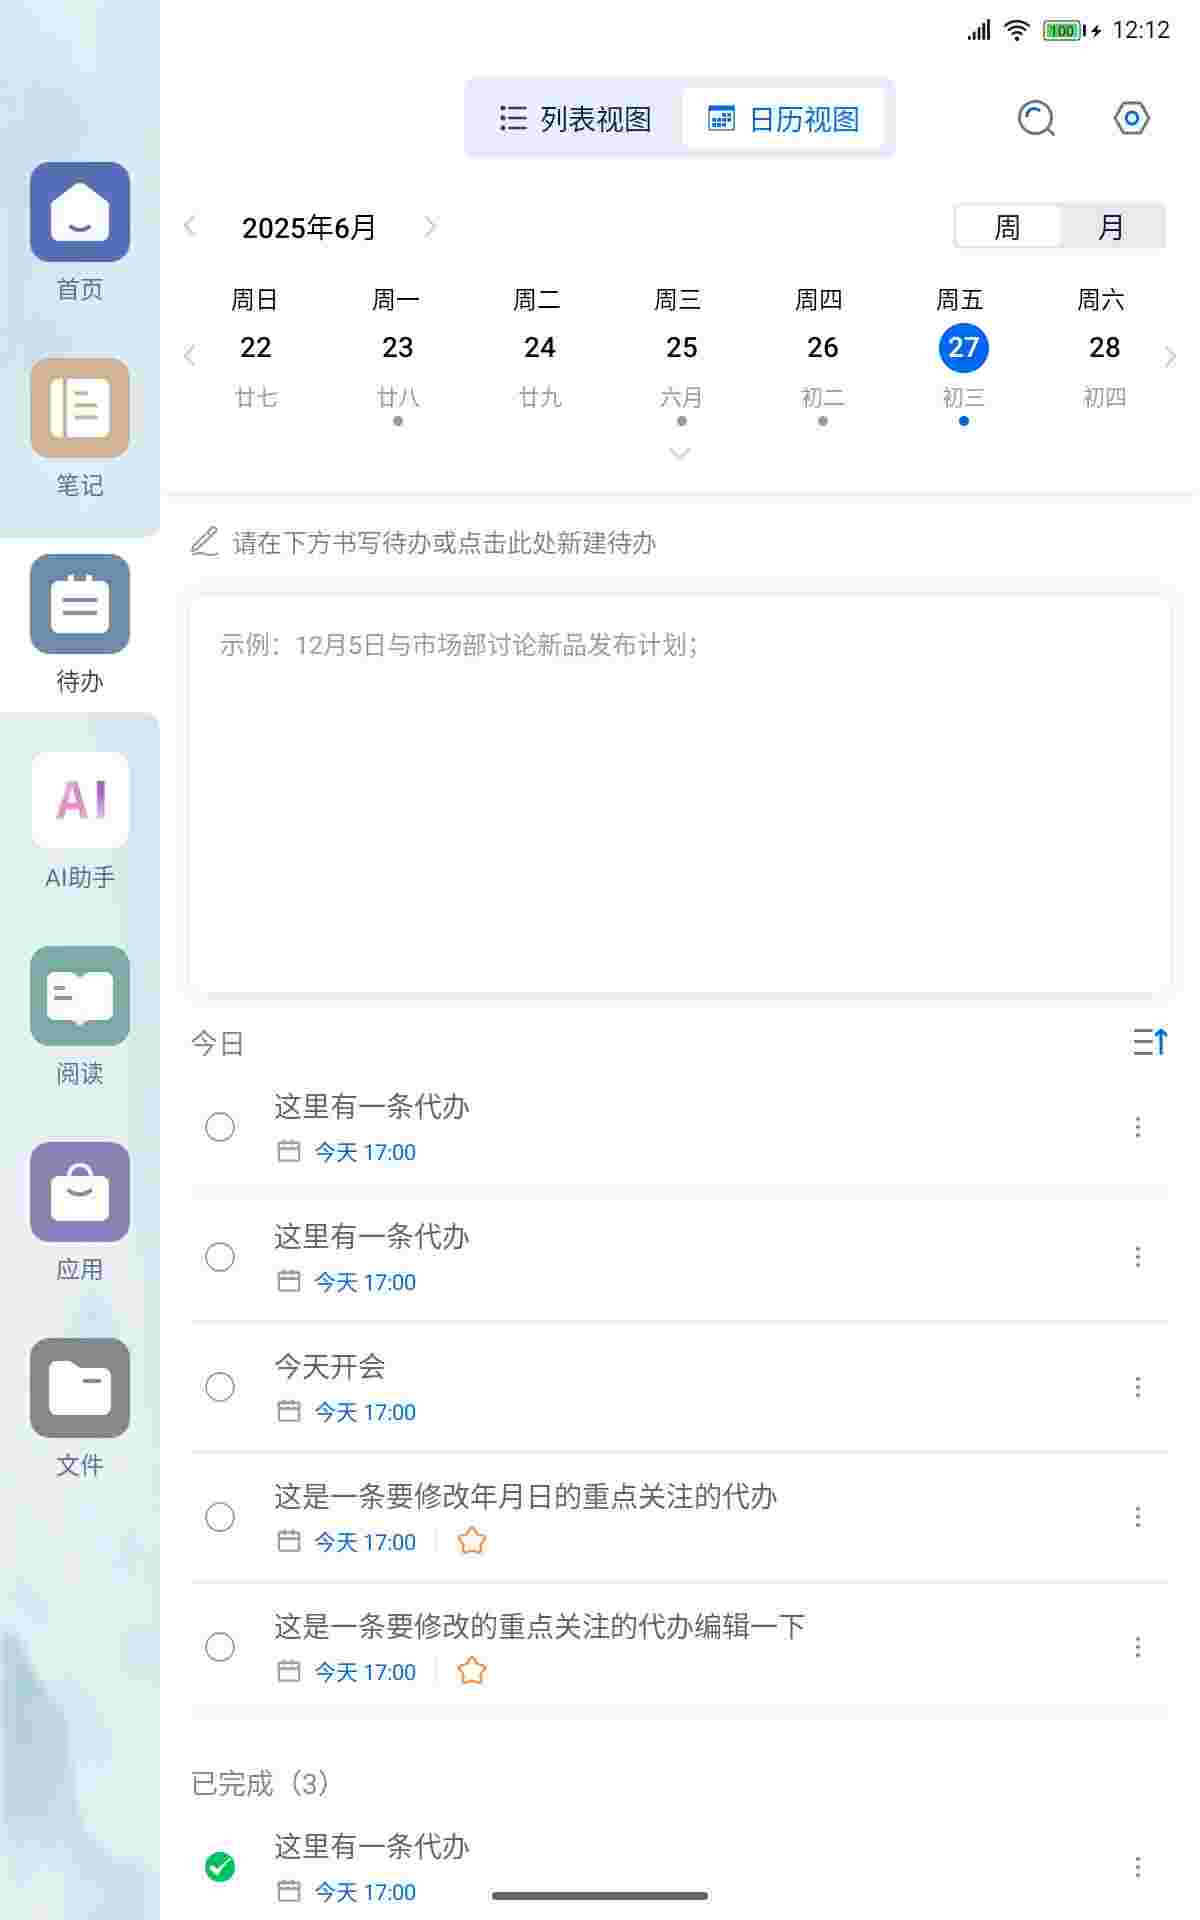 100 12:12
列表视图 日历视图
2025年6月 周 月
周日 周一 周二 周三 周四 周五 周六
22 23 24 25 26 27 28
廿七 廿八 廿九 六月 初二 初三 初四
请在下方书写待办或点击此处新建待办
示例：12月5日与市场部讨论新品发布计划；
今日
这里有一条代办
今天 17:00
这里有一条代办
今天 17:00
今天开会
今天 17:00
这是一条要修改年月日的重点关注的代办
今天 17:00
这是一条要修改的重点关注的代办编辑一下
今天 17:00
已完成（3）
这里有一条代办
今天 17:00
首页
笔记
待办
AI
AI助手
阅读
应用
文件